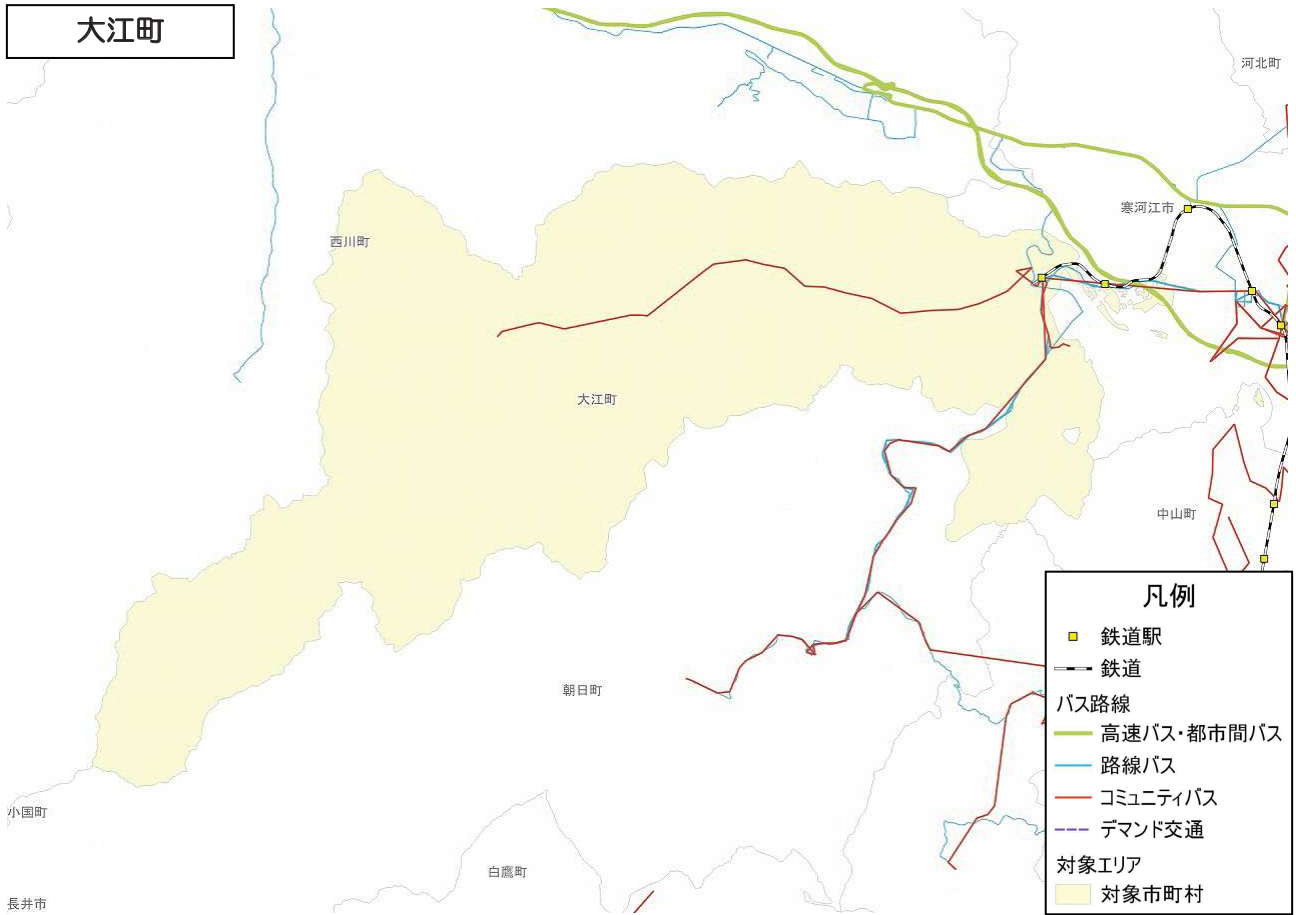 大江町
河北町
寒河江市
西川町
大江町
中山町
朝日町
小国町
白鷹町
長井市
凡例
鉄道駅
鉄道
バス路線
高速バス・都市間バス
路線バス
コミュニティバス
デマンド交通
対象エリア
対象市町村